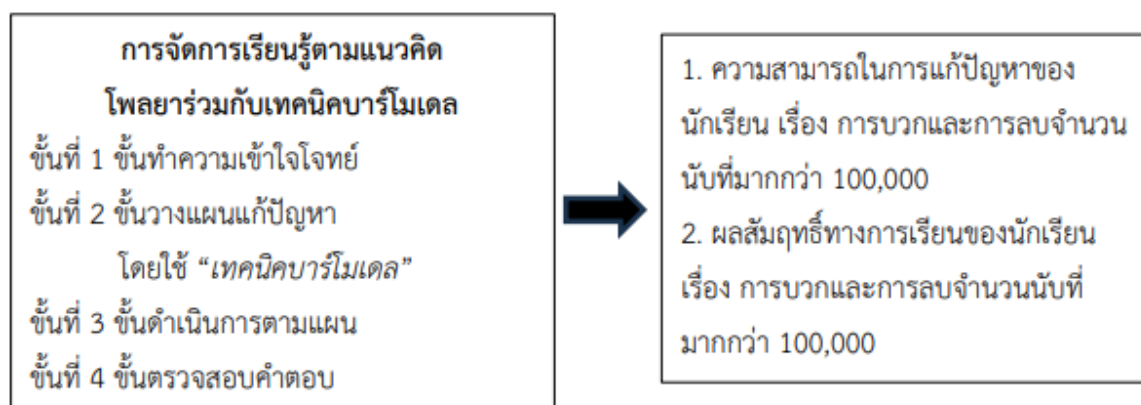 การจัดการเรียนรู้ตามแนวคิด
โพลยาร่วมกับเทคนิคบาร์โมเดล
ขั้นที่ 1 ขั้นทำความเข้าใจโจทย์
ขั้นที่ 2 ขั้นวางแผนแก้ปัญหา
โดยใช้ “เทคนิคบาร์โมเดล”
ขั้นที่ 3 ขั้นดำเนินการตามแผน
ขั้นที่ 4 ขั้นตรวจสอบคำตอบ
1. ความสามารถในการแก้ปัญหาของ
นักเรียน เรื่อง การบวกและการลบจำนวน
นับที่มากกว่า 100,000
2. ผลสัมฤทธิ์ทางการเรียนของนักเรียน
เรื่อง การบวกและการลบจำนวนนับที่
มากกว่า 100,000